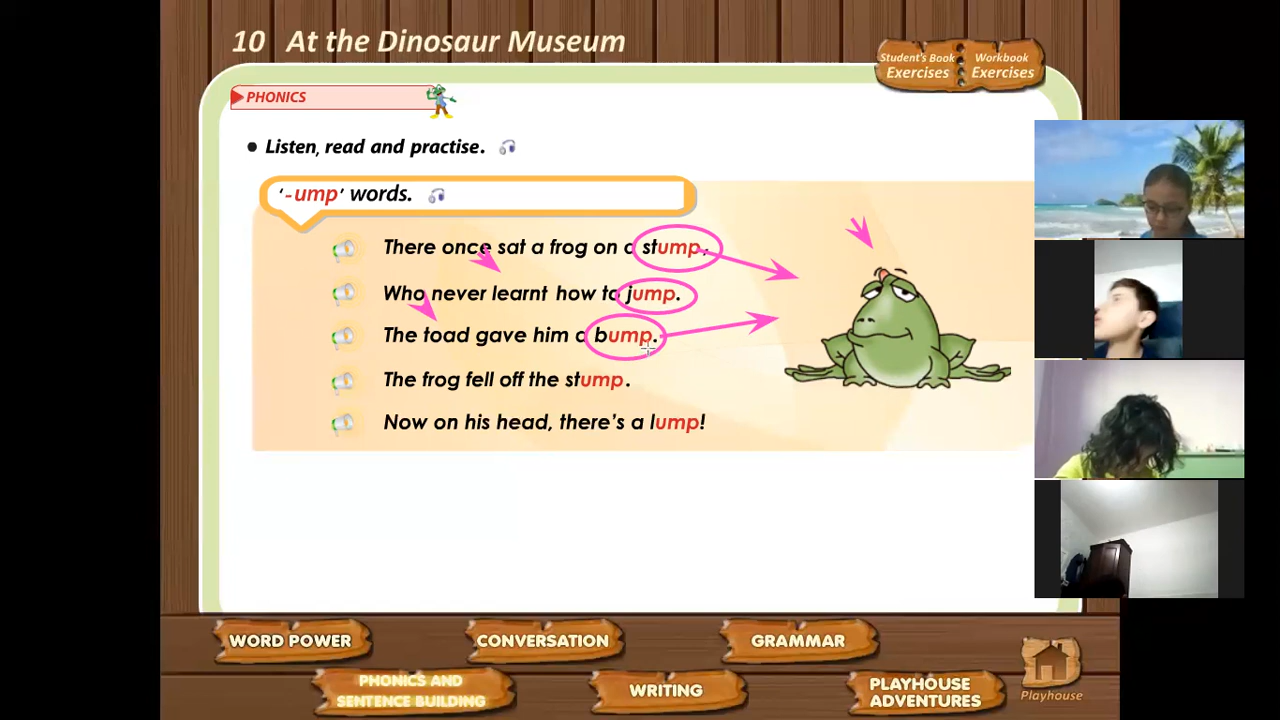 10 At the Dinosaur Museum
Student's Book
Exercises
Workbook
Exercises
PHONICS
• Listen, read and practise.
'-ump' words.
There once sat a frog on a stump,
Who never learnt how to jump.
The toad gave him a bump.
The frog fell off the stump.
Now on his head, there's a lump!
WORD POWER
CONVERSATION
GRAMMAR
PHONICS AND
SENTENCE BUILDING
WRITING
PLAYHOUSE
ADVENTURES
Playhouse